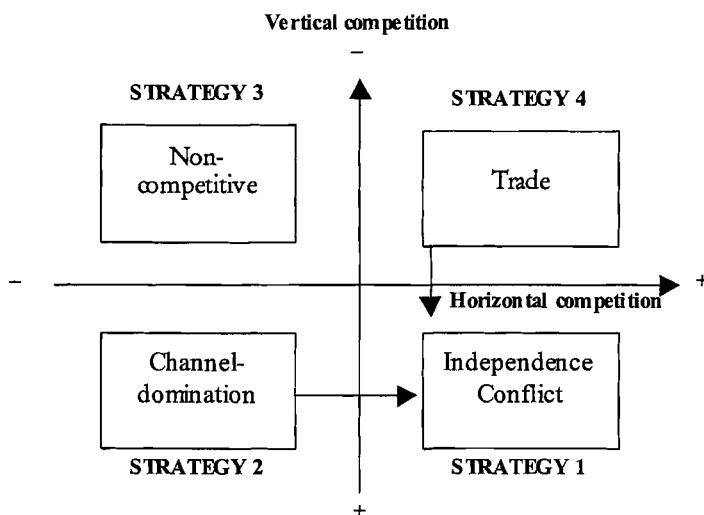 Vertical competition
–
STRATEGY 3
STRATEGY 4
Non-
competitive
Trade
–
+
Horizontal competition
Channel-
domination
Independence
Conflict
STRATEGY 2
STRATEGY 1
+